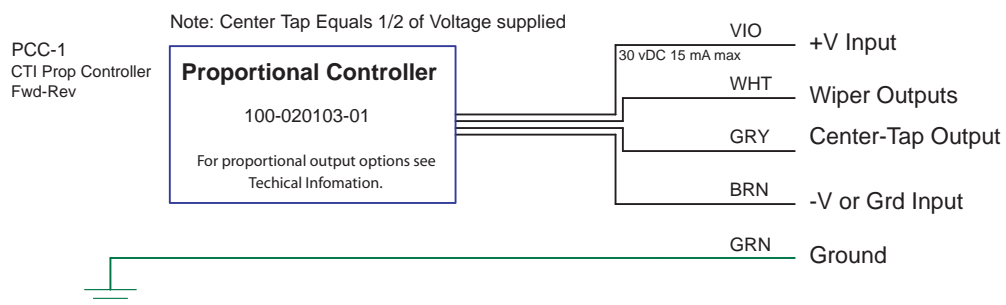 Note: Center Tap Equals 1/2 of Voltage supplied
PCC-1
CTI Prop Controller
Fwd-Rev
Proportional Controller
100-020103-01
For proportional output options see
Techical Infomation.
VIO
+V Input
30 vDC 15 mA max
WHT
Wiper Outputs
GRY
Center-Tap Output
BRN
-V or Grd Input
GRN
Ground